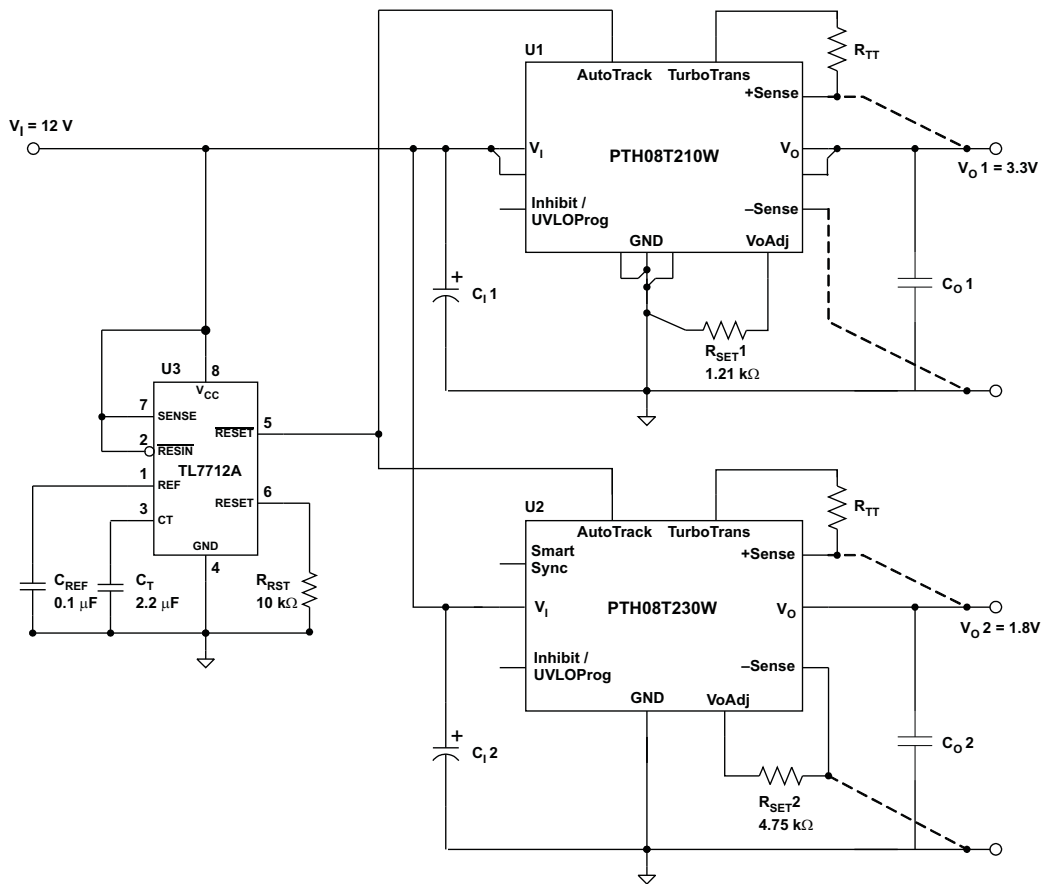 U1
AutoTrack TurboTrans
R_TT
+Sense
V_I = 12 V
V_I
PTH08T210W
V_O
V_O 1 = 3.3V
Inhibit /
UVLOProg
–Sense
GND
VoAdj
C_I 1
+
C_O 1
R_SET 1
1.21 kΩ
U3
8
V_CC
7
SENSE
5
RESET
2
RESIN
TL7712A
1
REF
6
RESET
3
CT
GND
4
C_REF
0.1 μF
C_T
2.2 μF
R_RST
10 kΩ
U2
AutoTrack TurboTrans
R_TT
Smart
Sync
+Sense
V_I
PTH08T230W
V_O
V_O 2 = 1.8V
Inhibit /
UVLOProg
–Sense
GND
VoAdj
+
C_I 2
C_O 2
R_SET 2
4.75 kΩ